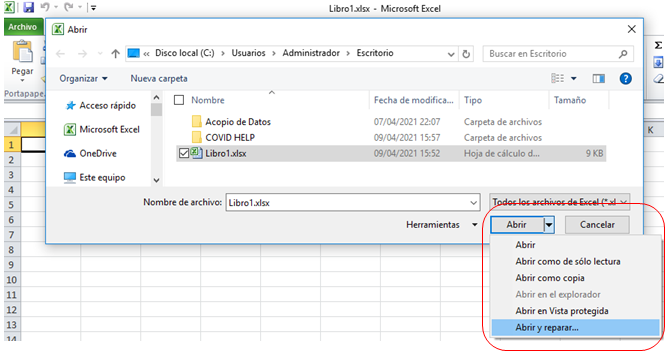 Libro1.xlsx - Microsoft Excel
Archivo
Abrir
Pegar
Portapape
Disco local (C:) Usuarios Administrador Escritorio
Buscar en Escritorio
Organizar Nueva carpeta
Acceso rápido
Microsoft Excel
OneDrive
Este equipo
Nombre Fecha de modifica... Tipo Tamaño
Acopio de Datos 07/04/2021 22:07 Carpeta de archivos
COVID HELP 09/04/2021 15:57 Carpeta de archivos
Libro1.xlsx 09/04/2021 15:52 Hoja de cálculo d... 9 KB
Nombre de archivo: Libro1.xlsx Todos los archivos de Excel (*.xl
Herramientas Abrir Cancelar
Abrir
Abrir como de sólo lectura
Abrir como copia
Abrir en el explorador
Abrir en Vista protegida
Abrir y reparar...
K
1
2
3
4
5
6
7
8
9
10
11
12
13
14